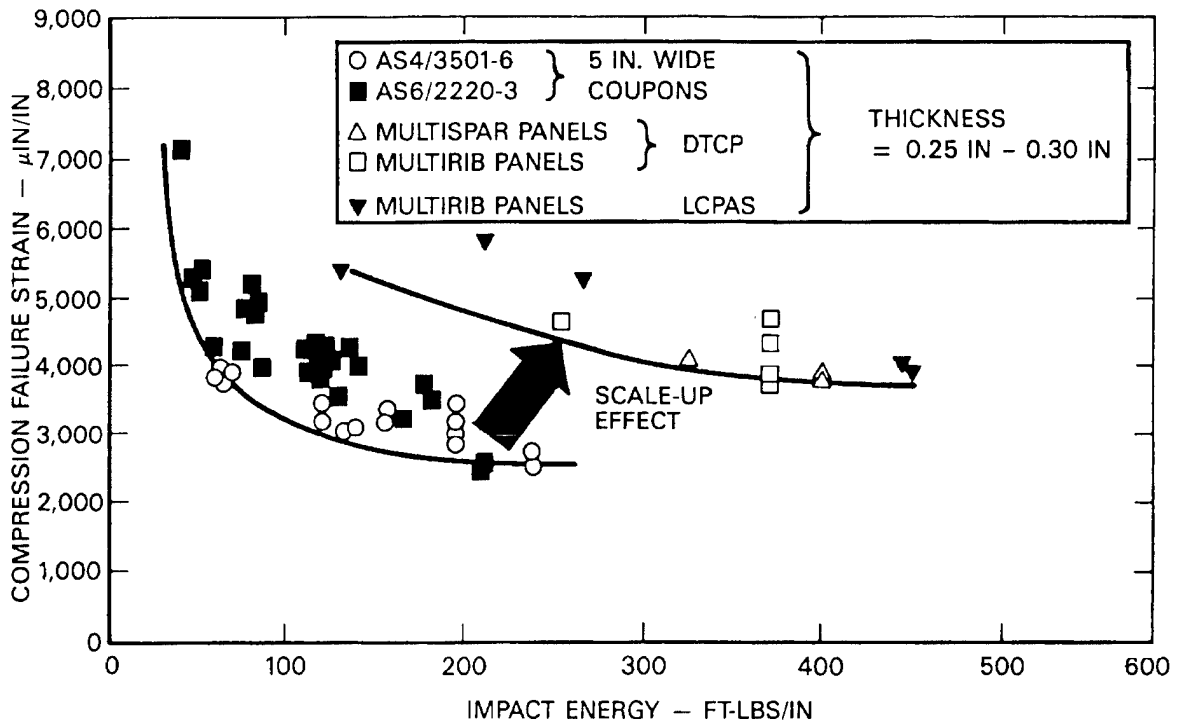 9,000
8,000
7,000
6,000
5,000
4,000
3,000
2,000
1,000
0
COMPRESSION FAILURE STRAIN — μIN/IN
○ AS4/3501-6
■ AS6/2220-3
5 IN. WIDE
COUPONS
△ MULTISPAR PANELS
□ MULTIRIB PANELS
DTCP
▼ MULTIRIB PANELS LCPAS
THICKNESS
= 0.25 IN – 0.30 IN
SCALE-UP
EFFECT
0 100 200 300 400 500 600
IMPACT ENERGY — FT-LBS/IN